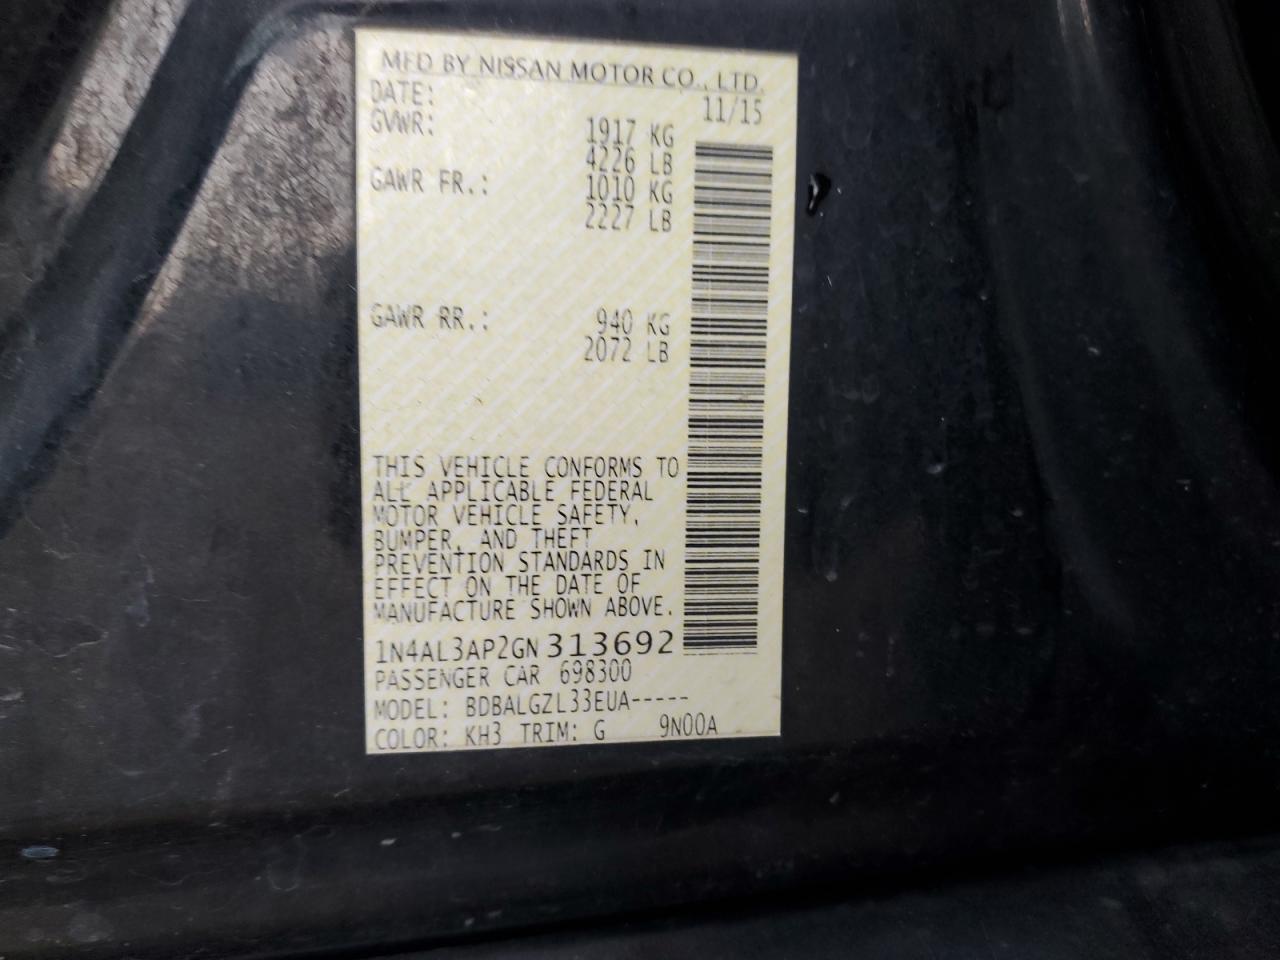 MFD BY NISSAN MOTOR CO., LTD.
DATE: 11/15
GVWR: 1917 KG
4226 LB
GAWR FR.: 1010 KG
2227 LB
GAWR RR.: 940 KG
2072 LB
THIS VEHICLE CONFORMS TO
ALL APPLICABLE FEDERAL
MOTOR VEHICLE SAFETY,
BUMPER, AND THEFT
PREVENTION STANDARDS IN
EFFECT ON THE DATE OF
MANUFACTURE SHOWN ABOVE.
1N4AL3AP2GN313692
PASSENGER CAR 698300
MODEL: BDBALGZL33EUA-----
COLOR: KH3 TRIM: G 9N00A